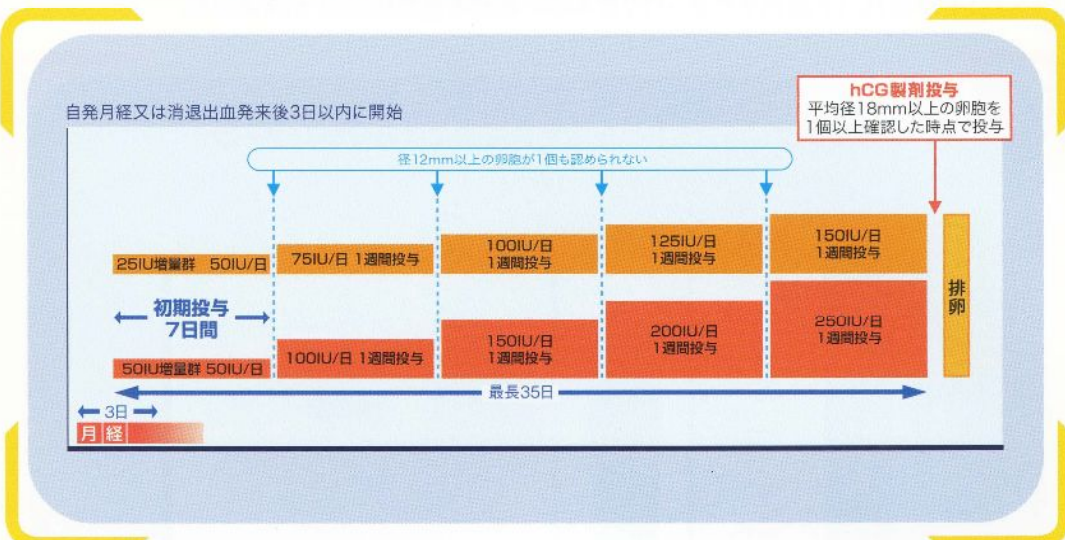 hCG製剤投与
平均径18mm以上の卵胞を
1個以上確認した時点で投与
自発月経又は消退出血発来後3日以内に開始
径12mm以上の卵胞が1個も認められない
25IU増量群 50IU/日
75IU/日 1週間投与
100IU/日
1週間投与
125IU/日
1週間投与
150IU/日
1週間投与
排卵
初期投与
7日間
50IU増量群 50IU/日
100IU/日 1週間投与
150IU/日
1週間投与
200IU/日
1週間投与
250IU/日
1週間投与
最長35日
3日
月経